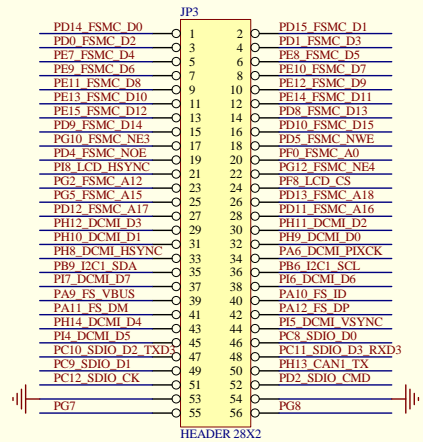 JP3
PD14_FSMC_D0 1 2 PD15_FSMC_D1
PD0_FSMC_D2 3 4 PD1_FSMC_D3
PE7_FSMC_D4 5 6 PE8_FSMC_D5
PE9_FSMC_D6 7 8 PE10_FSMC_D7
PE11_FSMC_D8 9 10 PE12_FSMC_D9
PE13_FSMC_D10 11 12 PE14_FSMC_D11
PE15_FSMC_D12 13 14 PD8_FSMC_D13
PD9_FSMC_D14 15 16 PD10_FSMC_D15
PG10_FSMC_NE3 17 18 PD5_FSMC_NWE
PD4_FSMC_NOE 19 20 PF0_FSMC_A0
PI8_LCD_HSYNC 21 22 PG12_FSMC_NE4
PG2_FSMC_A12 23 24 PF8_LCD_CS
PG5_FSMC_A15 25 26 PD13_FSMC_A18
PD12_FSMC_A17 27 28 PD11_FSMC_A16
PH12_DCMI_D3 29 30 PH11_DCMI_D2
PH10_DCMI_D1 31 32 PH9_DCMI_D0
PH8_DCMI_HSYNC 33 34 PA6_DCMI_PIXCK
PB9_I2C1_SDA 35 36 PB6_I2C1_SCL
PI7_DCMI_D7 37 38 PI6_DCMI_D6
PA9_FS_VBUS 39 40 PA10_FS_ID
PA11_FS_DM 41 42 PA12_FS_DP
PH14_DCMI_D4 43 44 PI5_DCMI_VSYNC
PI4_DCMI_D5 45 46 PC8_SDIO_D0
PC10_SDIO_D2_TXD3 47 48 PC11_SDIO_D3_RXD3
PC9_SDIO_D1 49 50 PH13_CAN1_TX
PC12_SDIO_CK 51 52 PD2_SDIO_CMD
53 54
PG7 55 56 PG8
HEADER 28X2